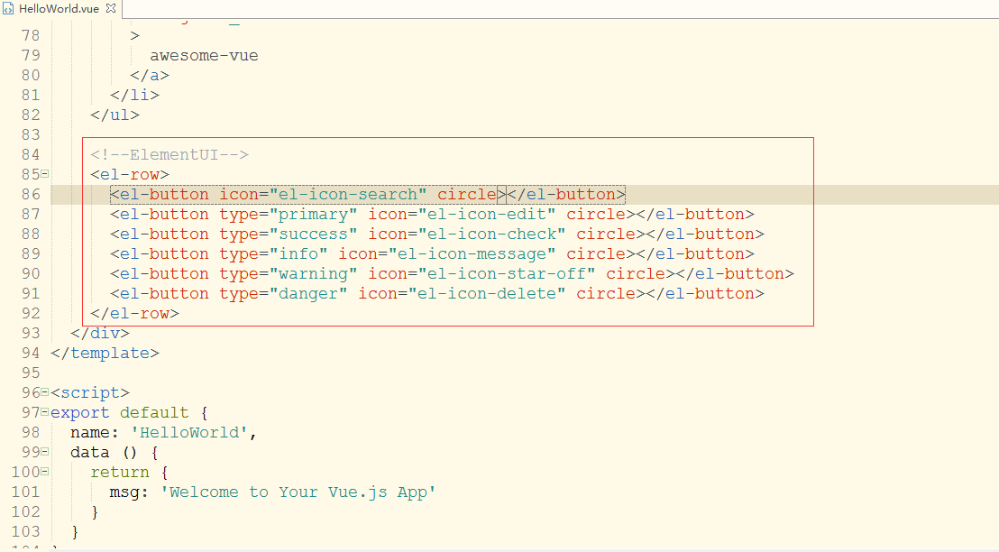 HelloWorld.vue
78 >
79 awesome-vue
80 </a>
81 </li>
82 </ul>
83
84 <!--ElementUI-->
85 <el-row>
86 <el-button icon="el-icon-search" circle></el-button>
87 <el-button type="primary" icon="el-icon-edit" circle></el-button>
88 <el-button type="success" icon="el-icon-check" circle></el-button>
89 <el-button type="info" icon="el-icon-message" circle></el-button>
90 <el-button type="warning" icon="el-icon-star-off" circle></el-button>
91 <el-button type="danger" icon="el-icon-delete" circle></el-button>
92 </el-row>
93 </div>
94 </template>
95
96 <script>
97 export default {
98 name: 'HelloWorld',
99 data () {
100 return {
101 msg: 'Welcome to Your Vue.js App'
102 }
103 }